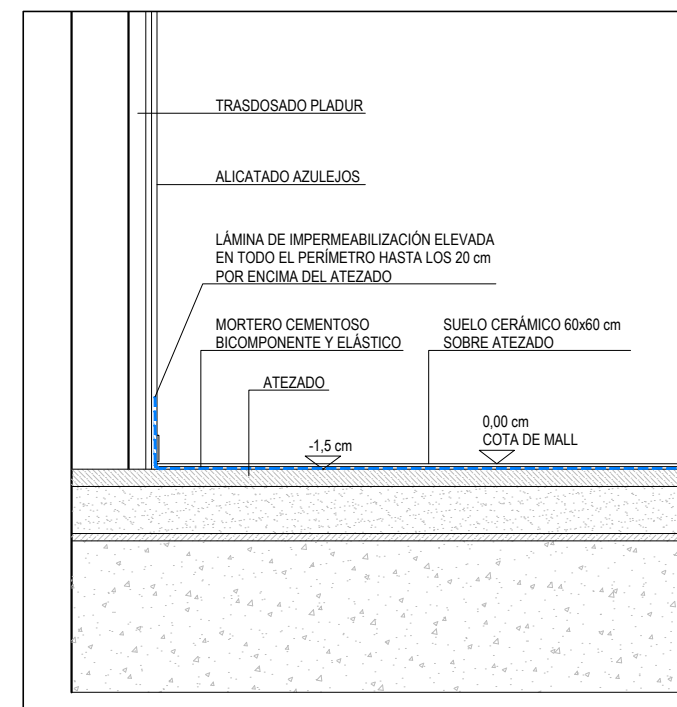 TRASDOSADO PLADUR
ALICATADO AZULEJOS
LÁMINA DE IMPERMEABILIZACIÓN ELEVADA
EN TODO EL PERÍMETRO HASTA LOS 20 cm
POR ENCIMA DEL ATEZADO
MORTERO CEMENTOSO
BICOMPONENTE Y ELÁSTICO
SUELO CERÁMICO 60x60 cm
SOBRE ATEZADO
ATEZADO
-1,5 cm
0,00 cm
COTA DE MALL